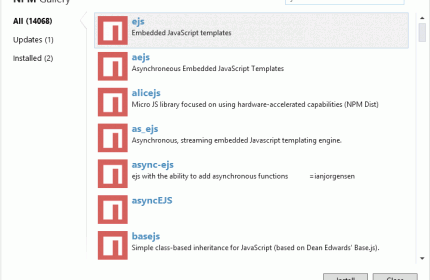 NPM Gallery
All (14068)
Updates (1)
Installed (2)
ejs
Embedded JavaScript templates
aejs
Asynchroneous Embedded JavaScript Templates
alicejs
Micro JS library focused on using hardware-accelerated capabilities (NPM Dist)
as_ejs
Asynchronous, streaming embedded Javascript templating engine.
async-ejs
ejs with the ability to add asynchronous functions =ianjorgensen
asyncEJS
basejs
Simple class-based inheritance for JavaScript (based on Dean Edwards' Base.js).
Install Close